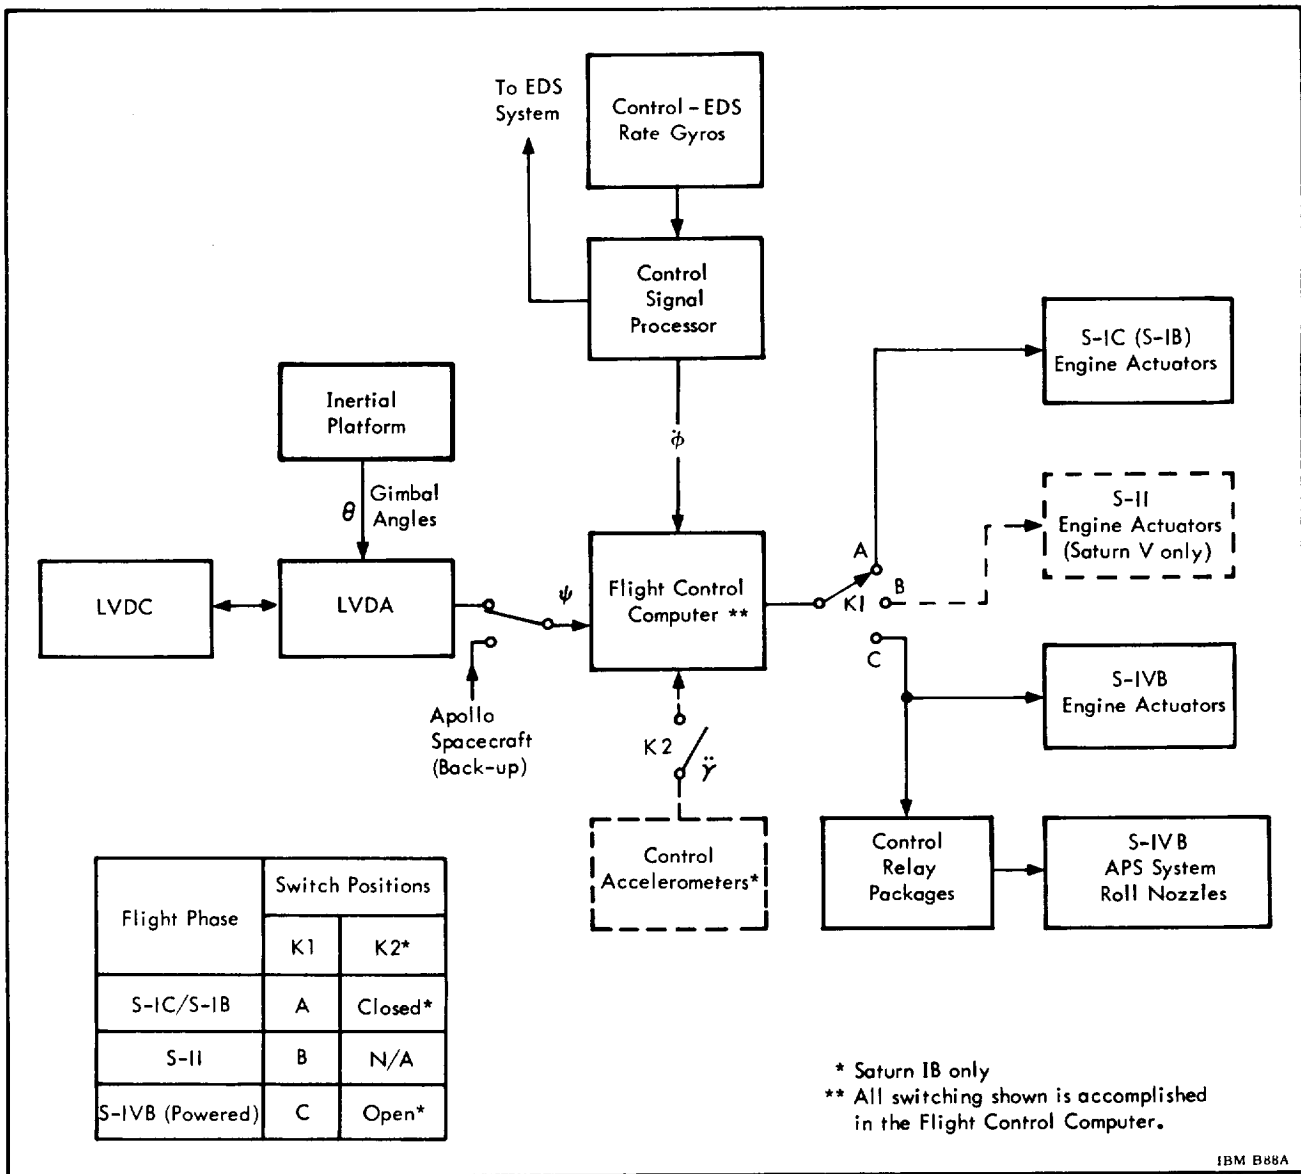 To EDS
System
Control - EDS
Rate Gyros
Control
Signal
Processor
S-IC (S-IB)
Engine Actuators
Inertial
Platform
φ̇
θ
Gimbal
Angles
S-II
Engine Actuators
(Saturn V only)
LVDC
LVDA
ψ
Flight Control
Computer **
A
B
K1
C
S-IVB
Engine Actuators
Apollo
Spacecraft
(Back-up)
K2
γ̈
Control
Accelerometers*
Control
Relay
Packages
S-IVB
APS System
Roll Nozzles
Flight Phase
Switch Positions
K1
K2*
S-IC/S-IB
A
Closed*
S-II
B
N/A
S-IVB (Powered)
C
Open*
* Saturn IB only
** All switching shown is accomplished
in the Flight Control Computer.
IBM B88A